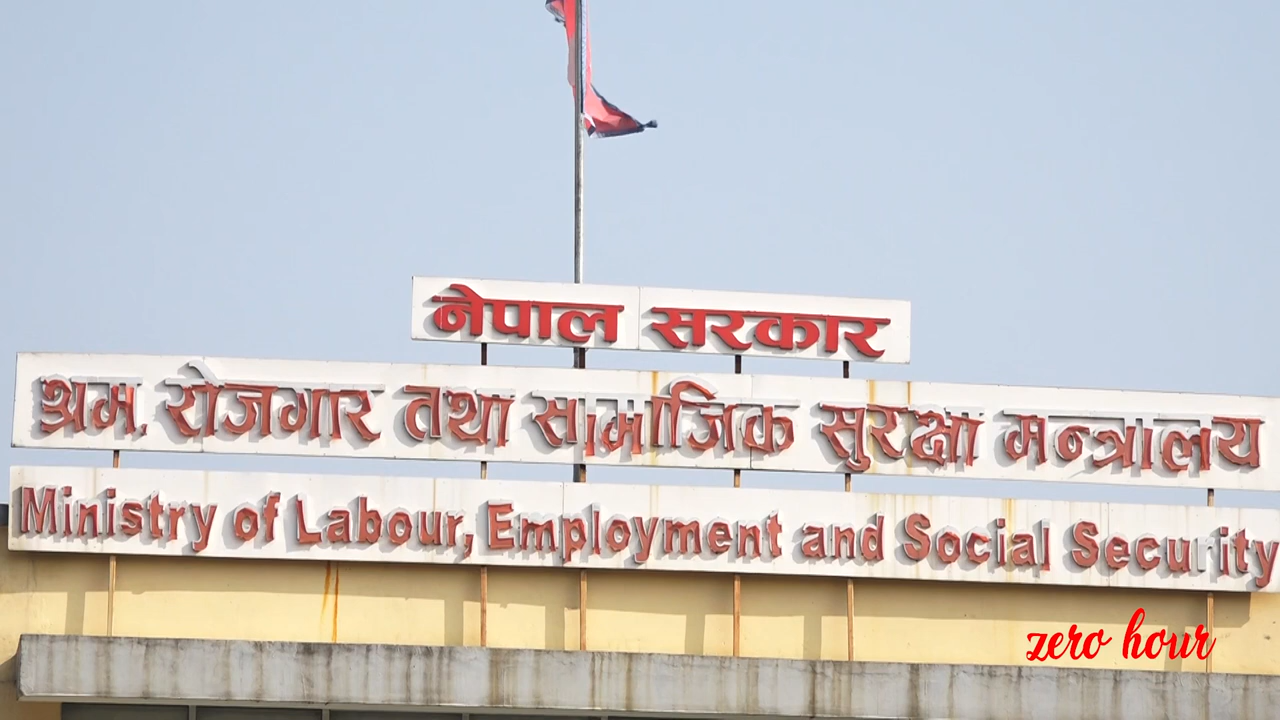 नेपाल सरकार
श्रम, रोजगार तथा सामाजिक सुरक्षा मन्त्रालय
Ministry of Labour, Employment and Social Security
zero hour